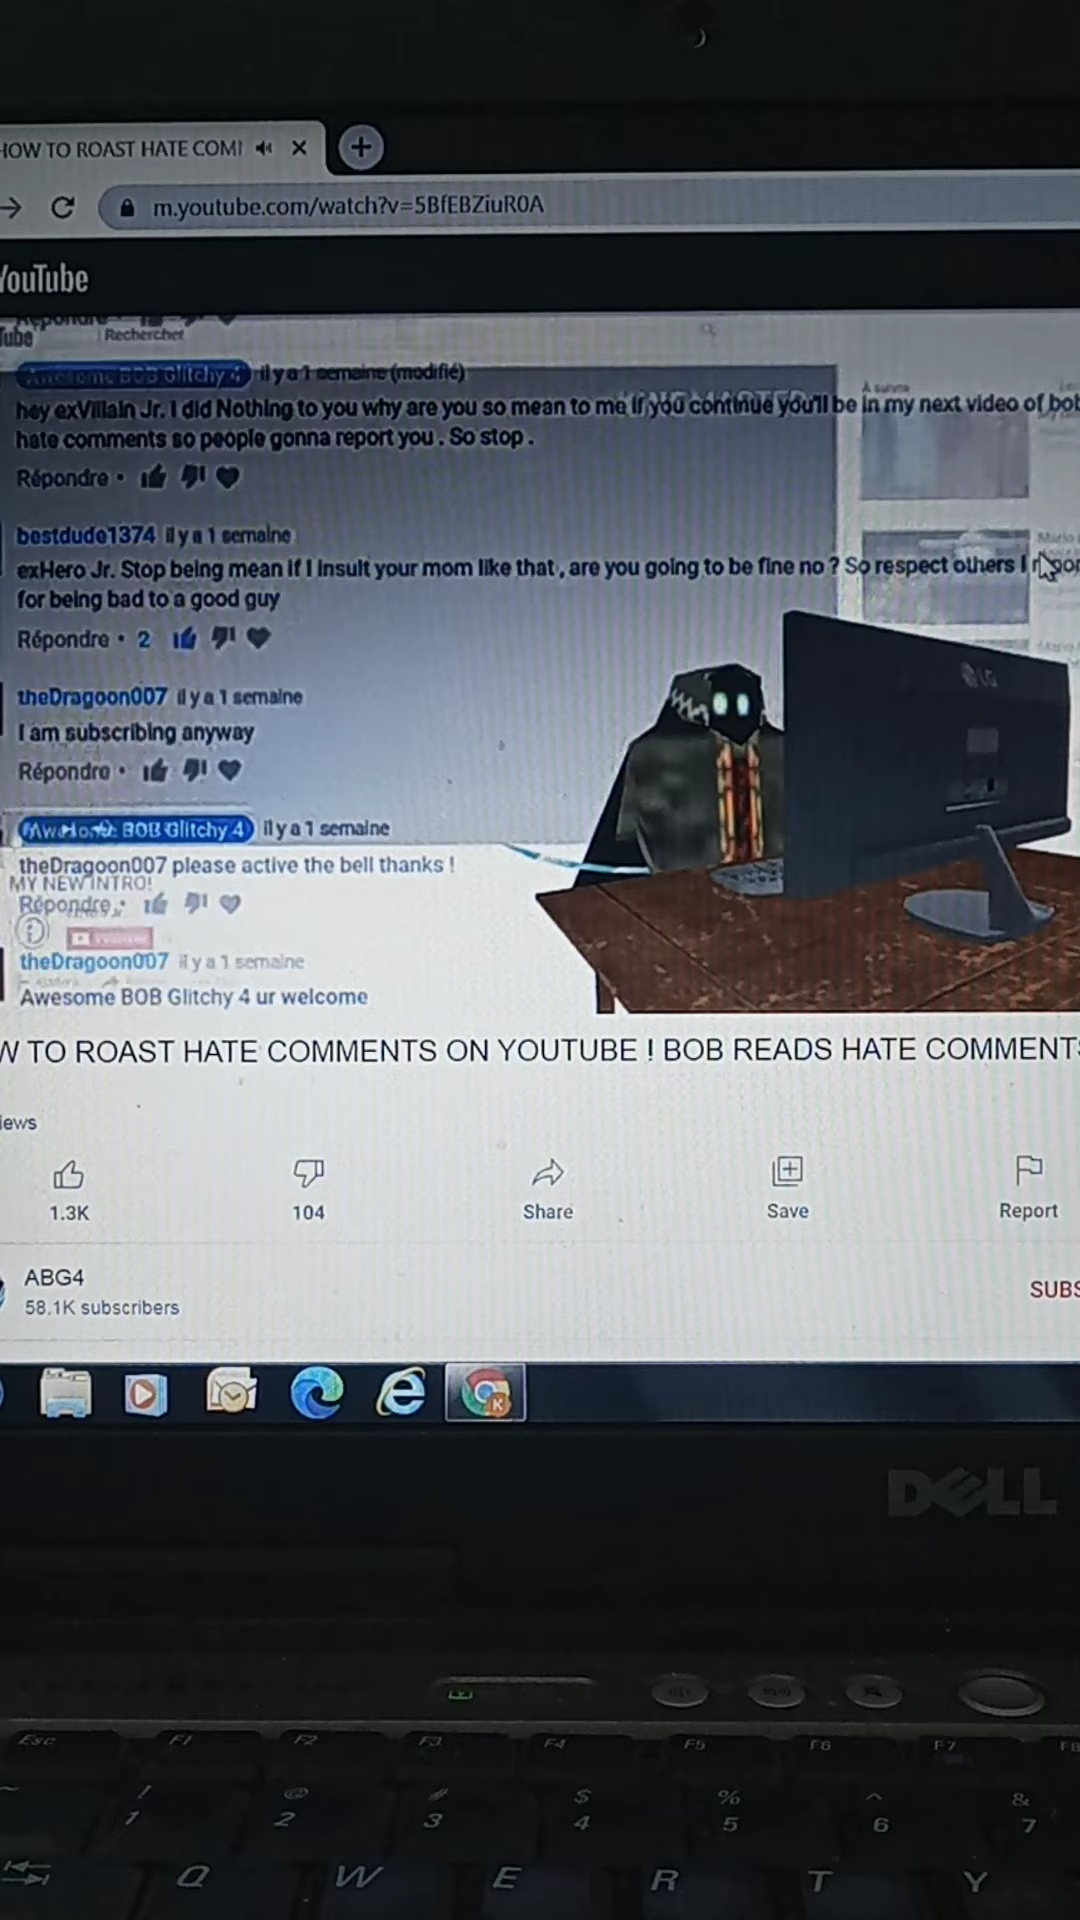 HOW TO ROAST HATE COMI
m.youtube.com/watch?v=5BfEBZiuR0A
YouTube
Répondre
Tube
Rechercher
Awesome BOB Glitchy 4 il y a 1 semaine (modifié)
hey exVillain Jr. I did Nothing to you why are you so mean to me if you continue you'll be in my next video of bob
hate comments so people gonna report you . So stop .
Répondre •
bestdude1374 il y a 1 semaine
exHero Jr. Stop being mean if I insult your mom like that , are you going to be fine no ? So respect others I
for being bad to a good guy
Répondre • 2
theDragoon007 il y a 1 semaine
I am subscribing anyway
Répondre •
Awesome BOB Glitchy 4 il y a 1 semaine
theDragoon007 please active the bell thanks !
MY NEW INTRO!
Répondre •
theDragoon007 il y a 1 semaine
Awesome BOB Glitchy 4 ur welcome
LG
W TO ROAST HATE COMMENTS ON YOUTUBE ! BOB READS HATE COMMENTS
iews
1.3K
104
Share
Save
Report
ABG4
58.1K subscribers
SUBS
K
DELL
Esc F1 F2 F3 F4 F5 F6 F7 F8
~ ! @ # $ % ^ &
1 2 3 4 5 6 7
Q W E R T Y